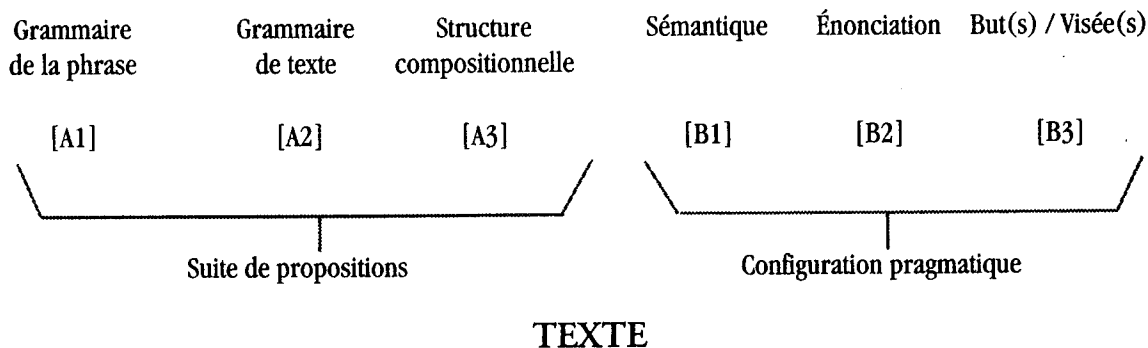 Grammaire Grammaire Structure Sémantique Énonciation But(s) / Visée(s)
de la phrase de texte compositionnelle
[A1] [A2] [A3] [B1] [B2] [B3]
Suite de propositions Configuration pragmatique
TEXTE